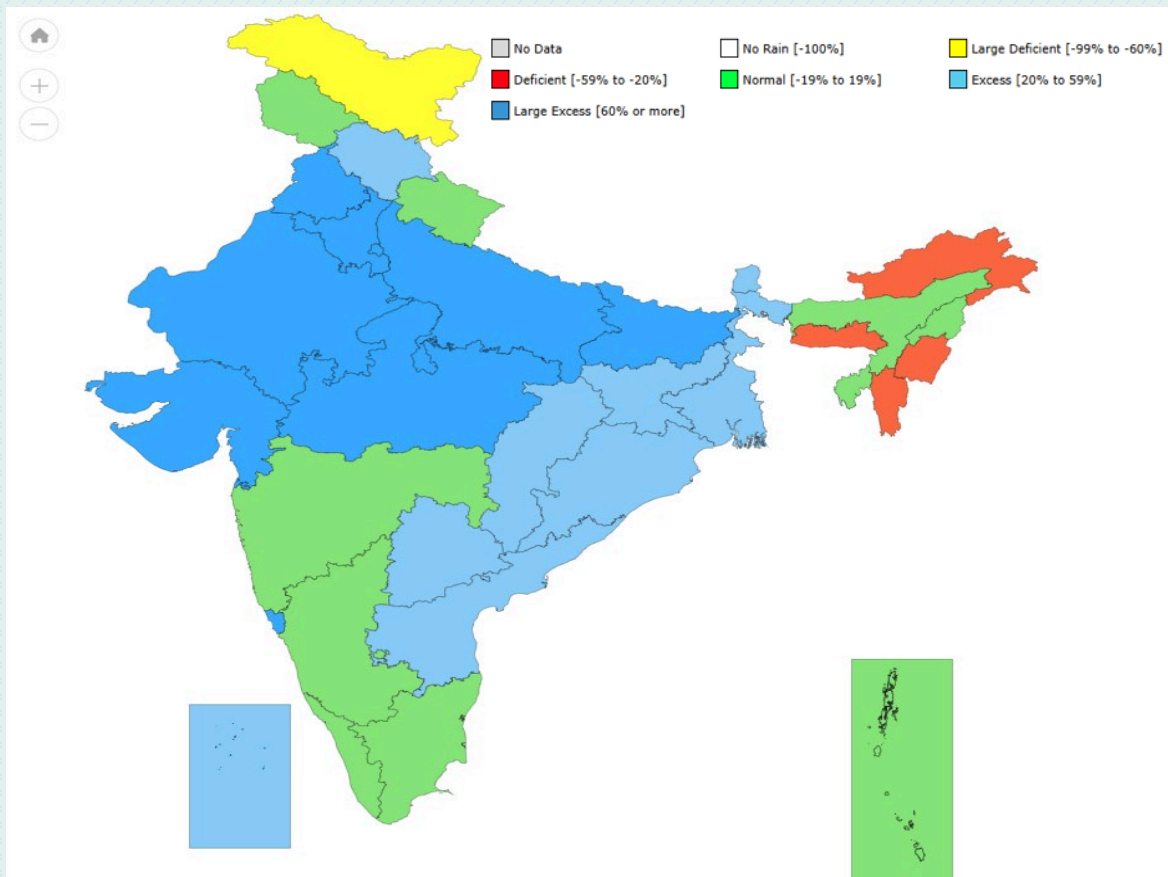 No Data No Rain [-100%] Large Deficient [-99% to -60%]
Deficient [-59% to -20%] Normal [-19% to 19%] Excess [20% to 59%]
Large Excess [60% or more]